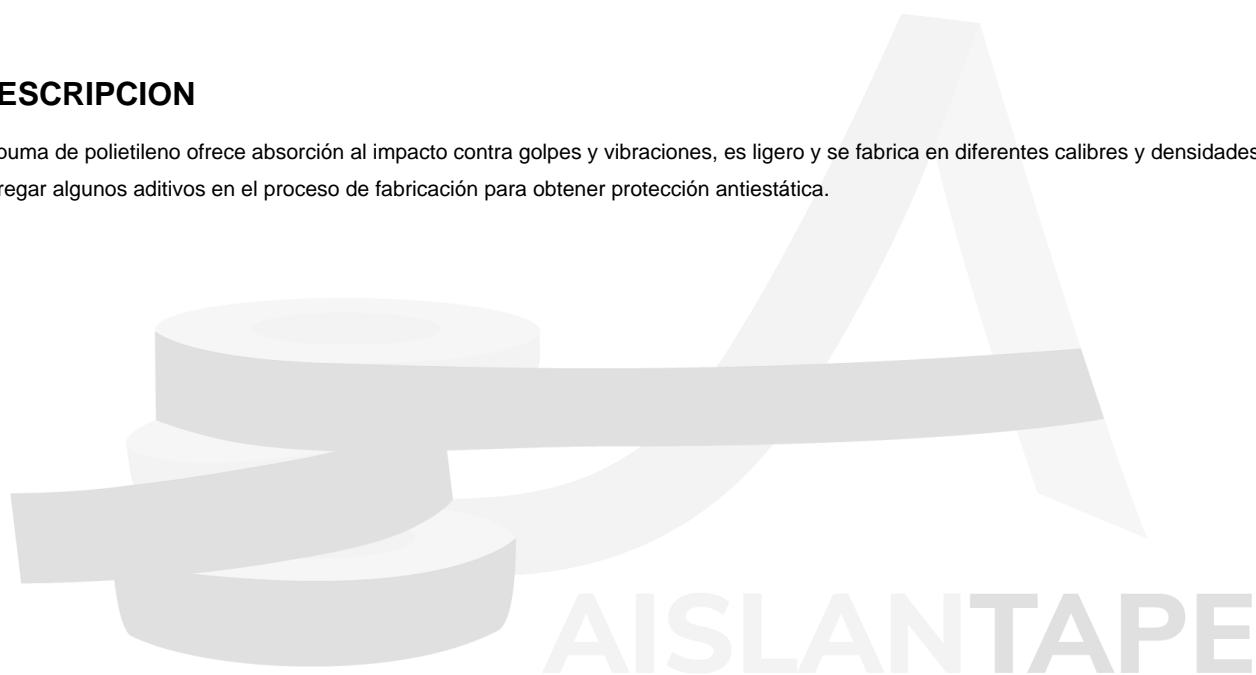 ESCRIPCION
ouma de polietileno ofrece absorción al impacto contra golpes y vibraciones, es ligero y se fabrica en diferentes calibres y densidades
regar algunos aditivos en el proceso de fabricación para obtener protección antiestática.
AISLANTAPE